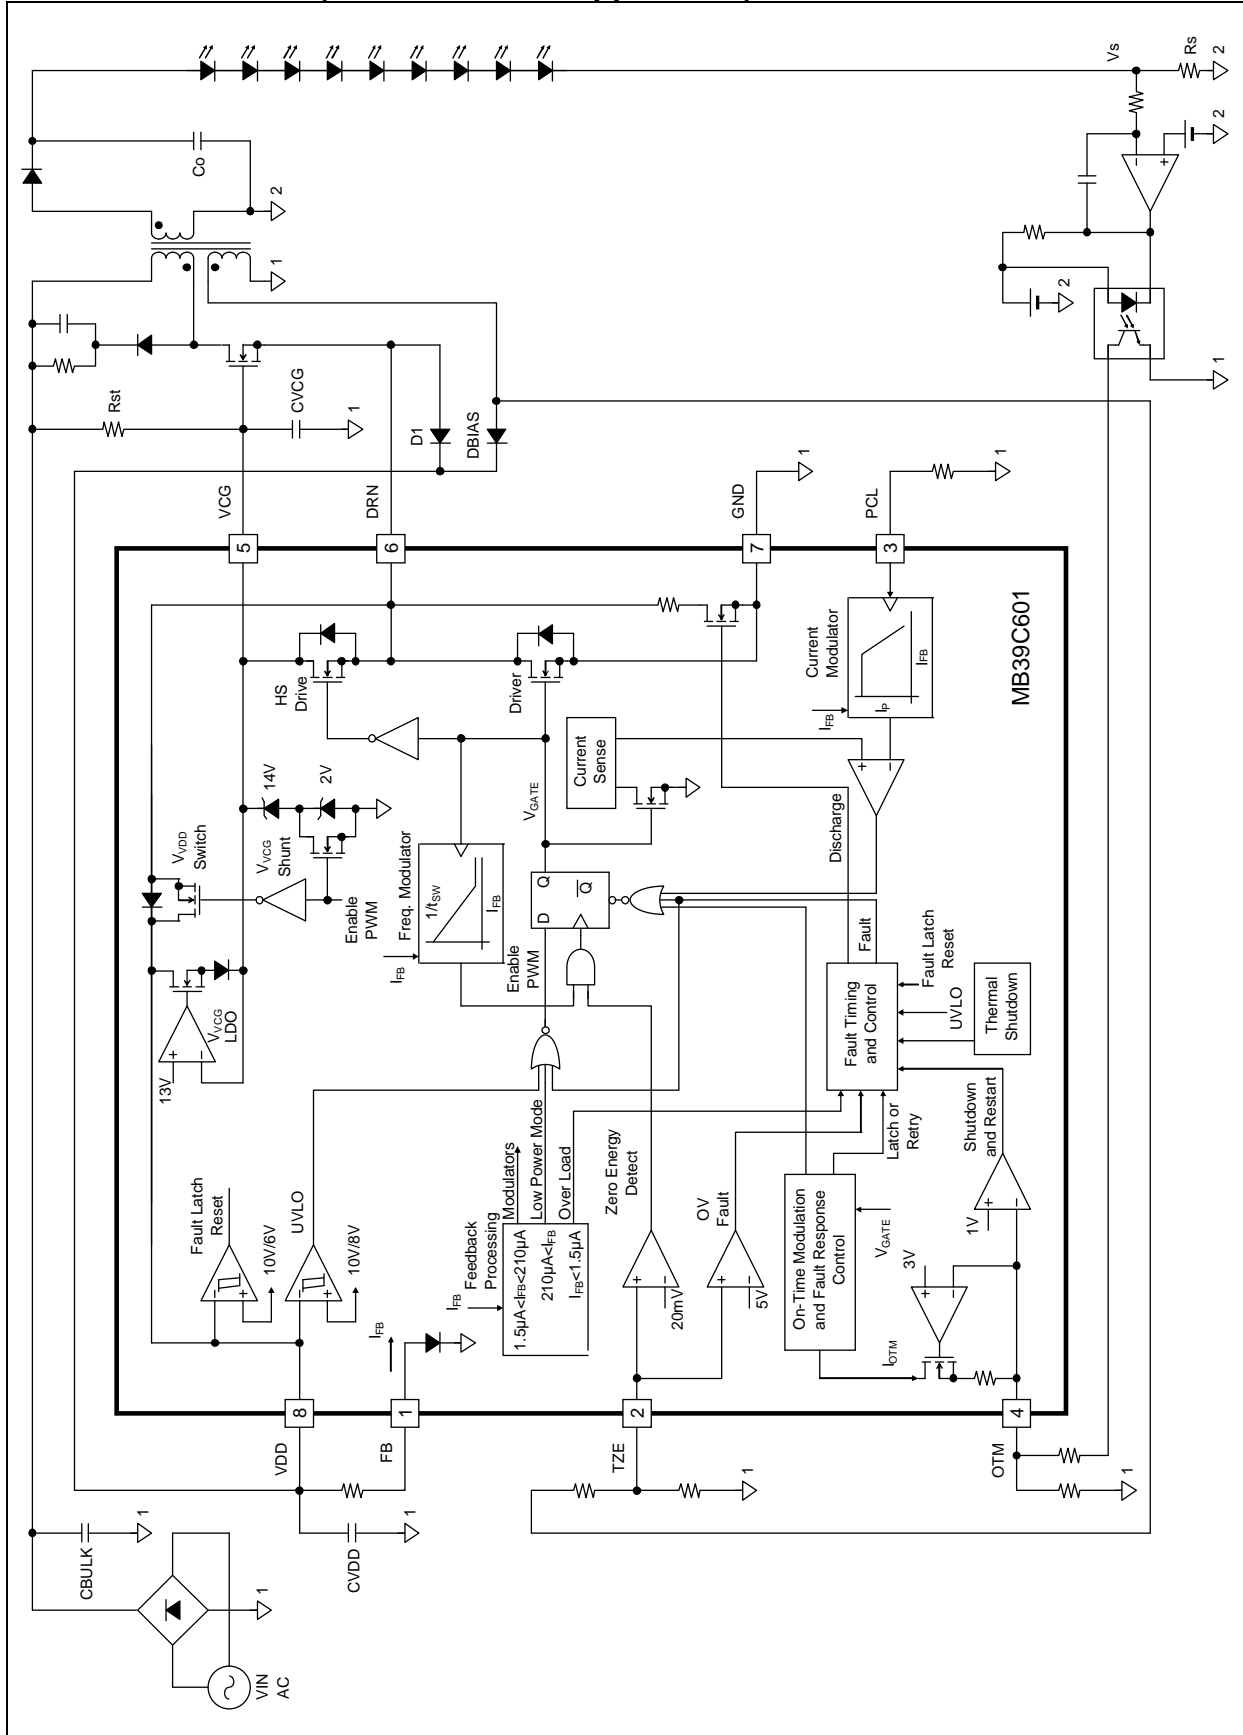 VIN
AC
CBULK
1
1
CVDD
1
VDD
FB
TZE
1
OTM
1
8
1
2
4
Fault Latch
Reset
10V/6V
UVLO
10V/8V
IFB
IFB
Feedback
Processing
1.5μA<IFB<210μA
210μA<IFB
IFB<1.5μA
Modulators
Low Power Mode
Over Load
Zero Energy
Detect
20mV
OV
Fault
5V
On-Time Modulation
and Fault Response
Control
VGATE
Latch or
Retry
IOTM
3V
1V
Shutdown
and Restart
13V
VVCG
LDO
VVDD
Switch
VVCG
Shunt
Enable
PWM
14V
2V
IFB
Freq. Modulator
1/tSW
IFB
Enable
PWM
D
Q
Q
VGATE
HS
Drive
Driver
Current
Sense
Discharge
Fault
Fault Timing
and Control
Fault Latch
Reset
UVLO
Thermal
Shutdown
Current
Modulator
IFB
IP
IFB
MB39C601
5
6
7
3
VCG
DRN
GND
PCL
1
1
Rst
CVCG
1
D1
DBIAS
1
2
Co
2
2
1
Vs
Rs
2